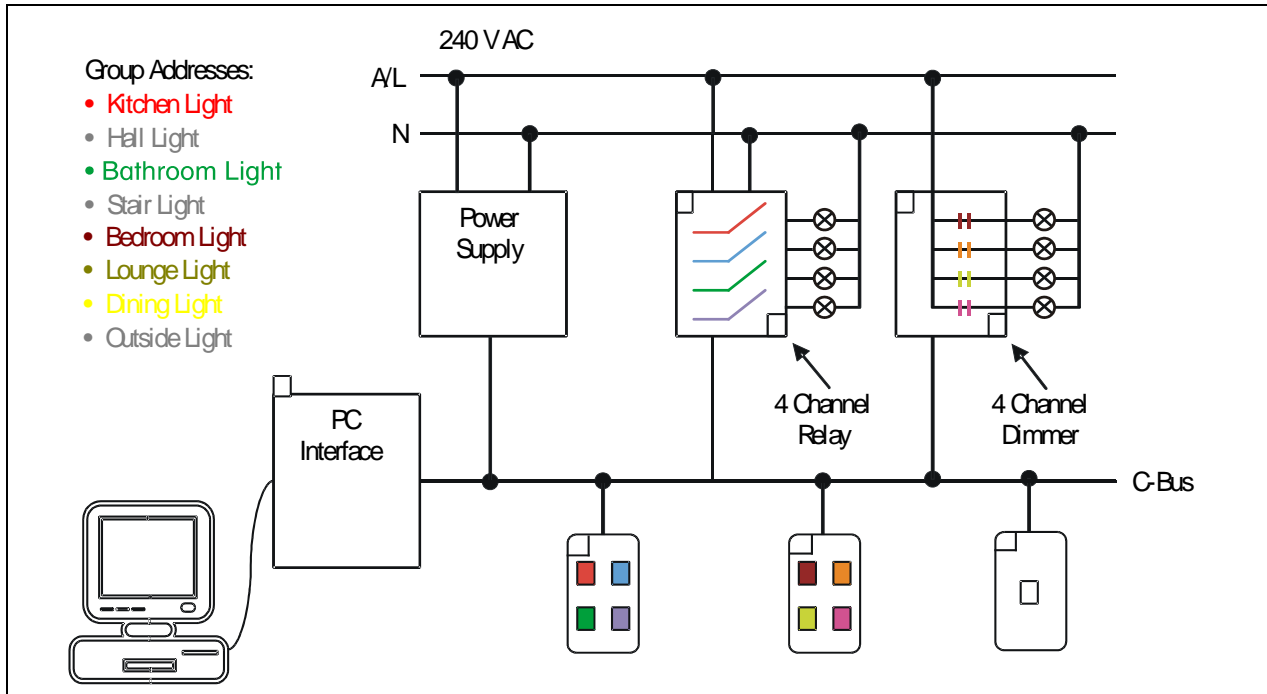 240 V AC
Group Addresses:
• Kitchen Light
• Hall Light
• Bathroom Light
• Stair Light
• Bedroom Light
• Lounge Light
• Dining Light
• Outside Light
A/L
N
Power
Supply
4 Channel
Relay
4 Channel
Dimmer
PC
Interface
C-Bus